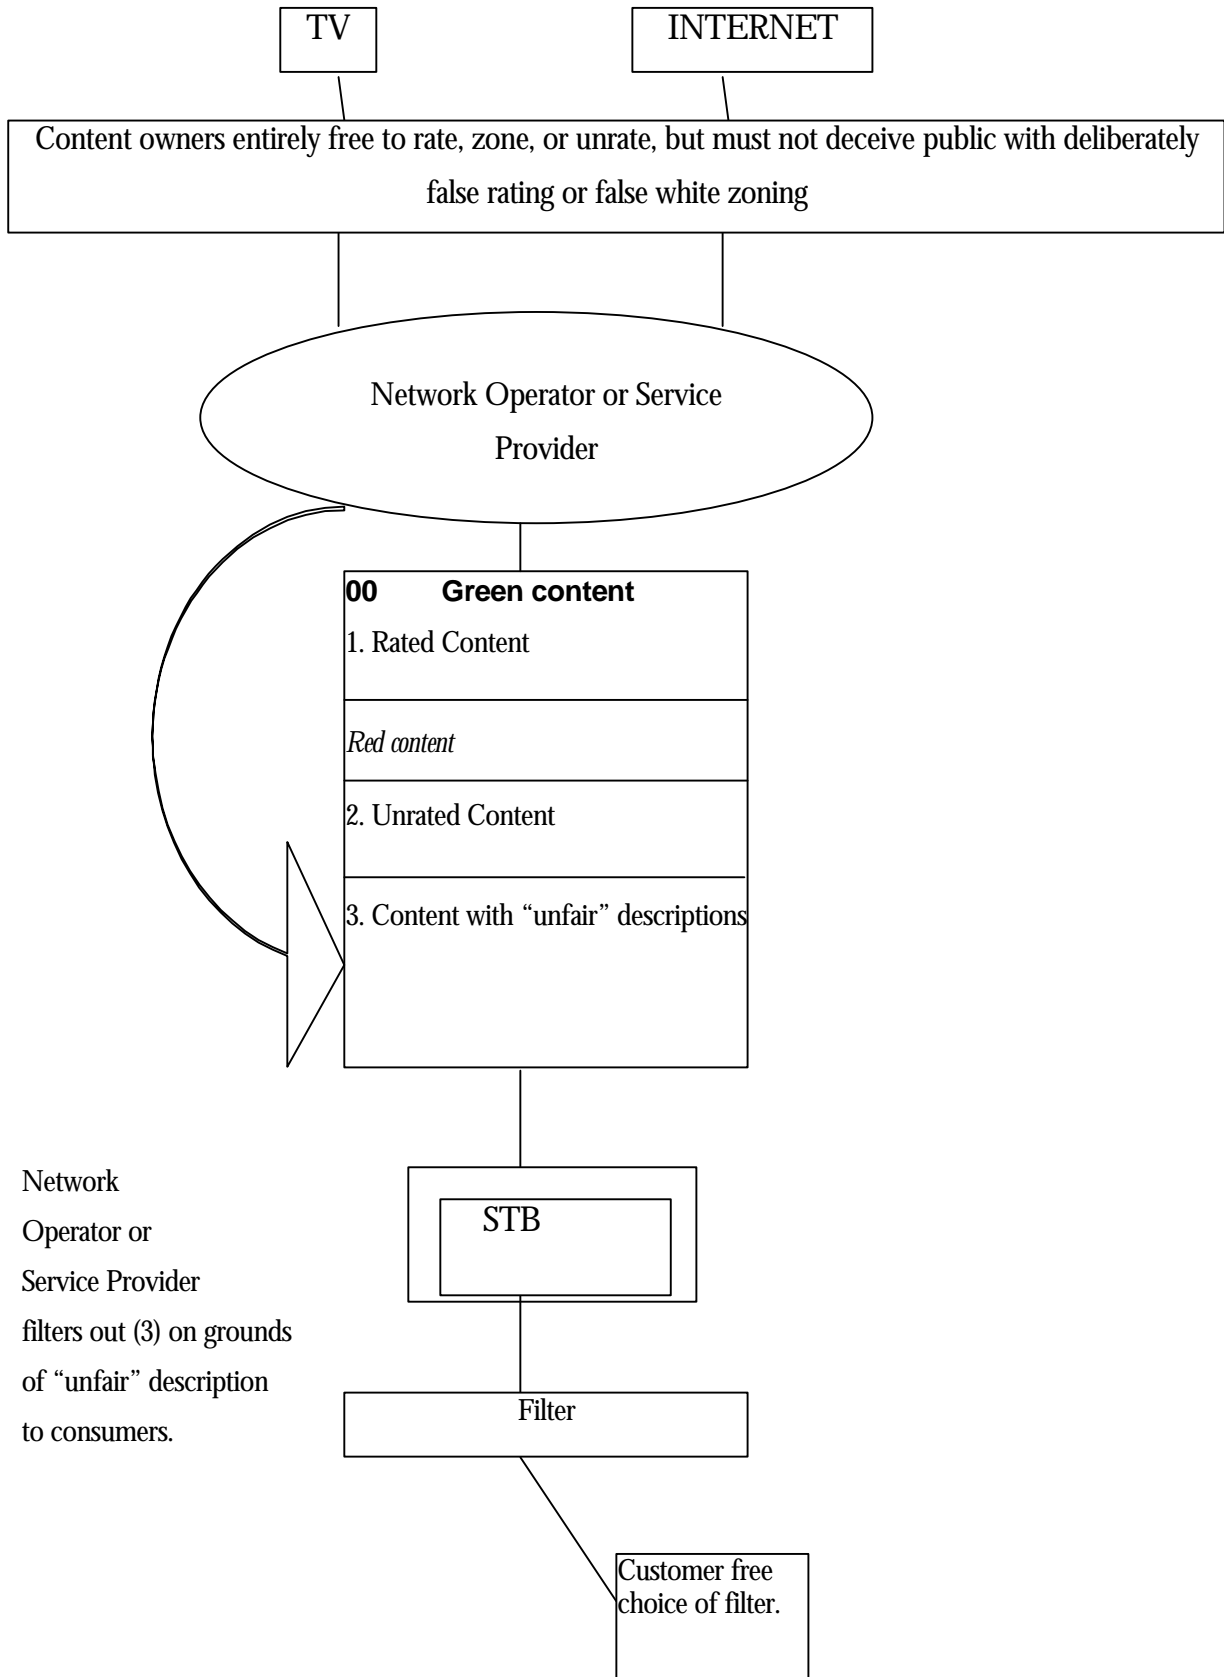 TV
INTERNET
Content owners entirely free to rate, zone, or unrate, but must not deceive public with deliberately
false rating or false white zoning
Network Operator or Service
Provider
00 Green content
1. Rated Content
Red content
2. Unrated Content
3. Content with “unfair” descriptions
Network
Operator or
Service Provider
filters out (3) on grounds
of “unfair” description
to consumers.
STB
Filter
Customer free
choice of filter.